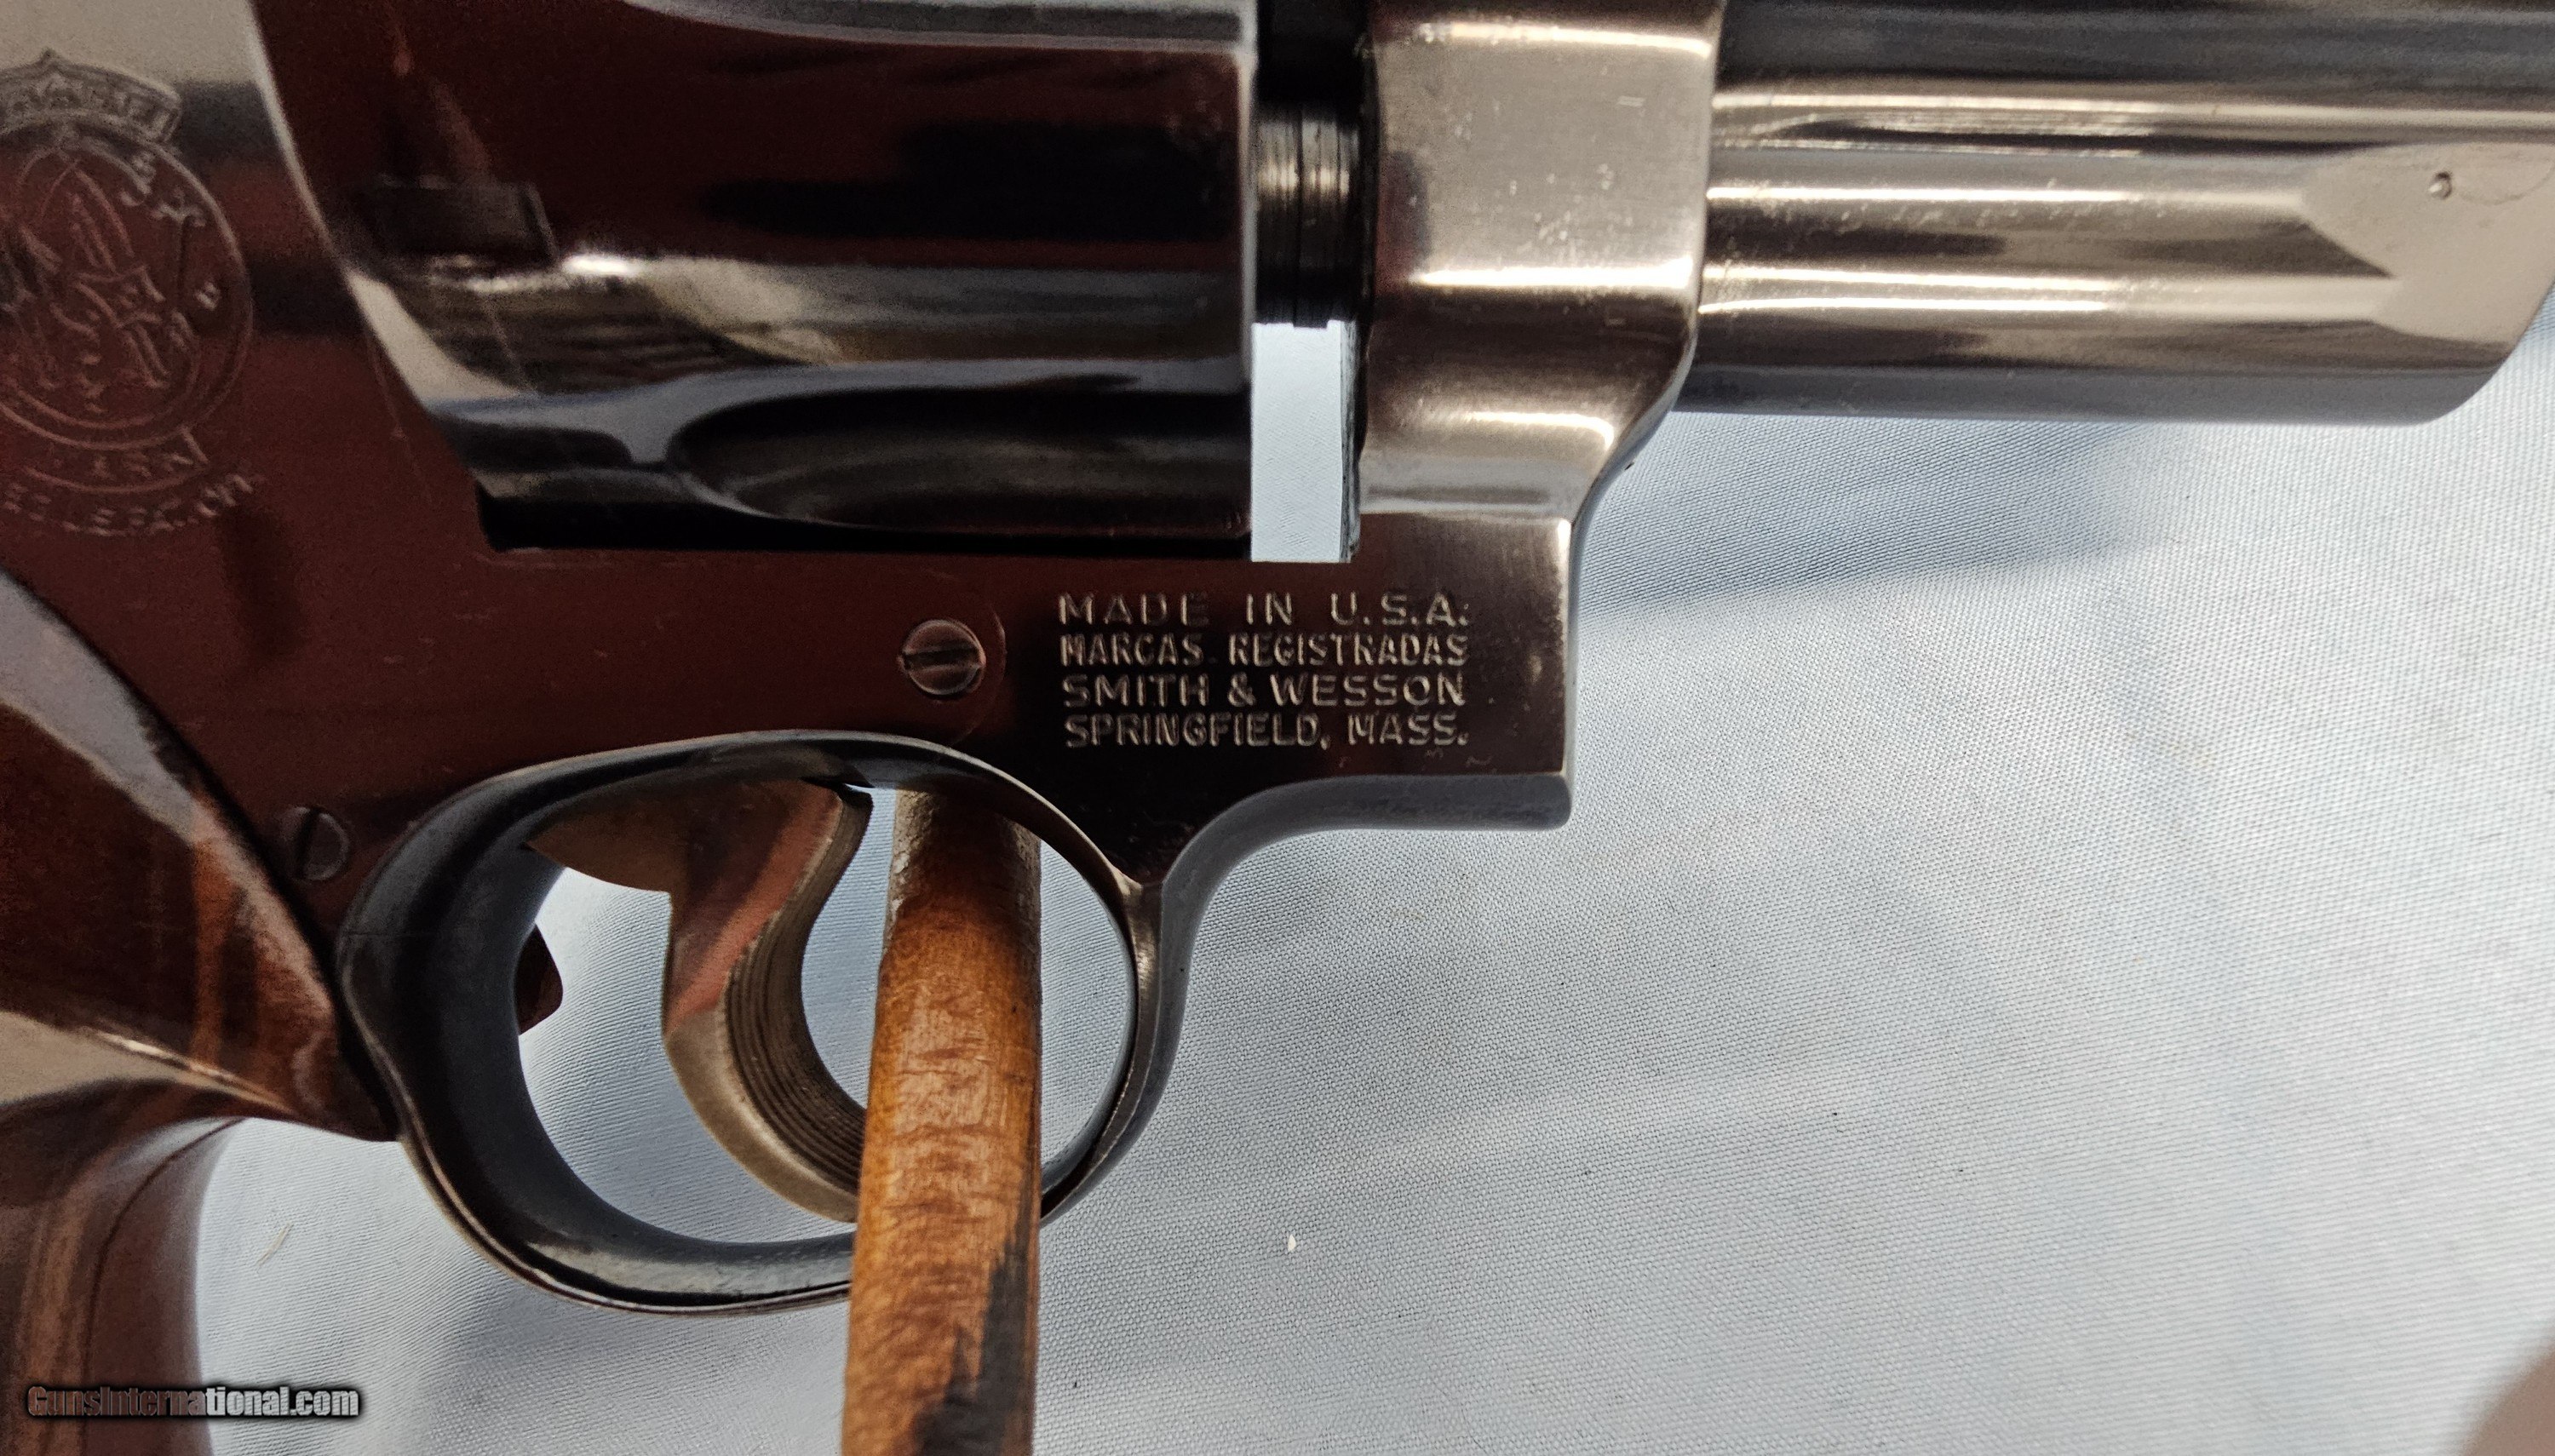 MADE IN U.S.A.
MARCAS REGISTRADAS
SMITH & WESSON
SPRINGFIELD, MASS.
GunsInternational.com